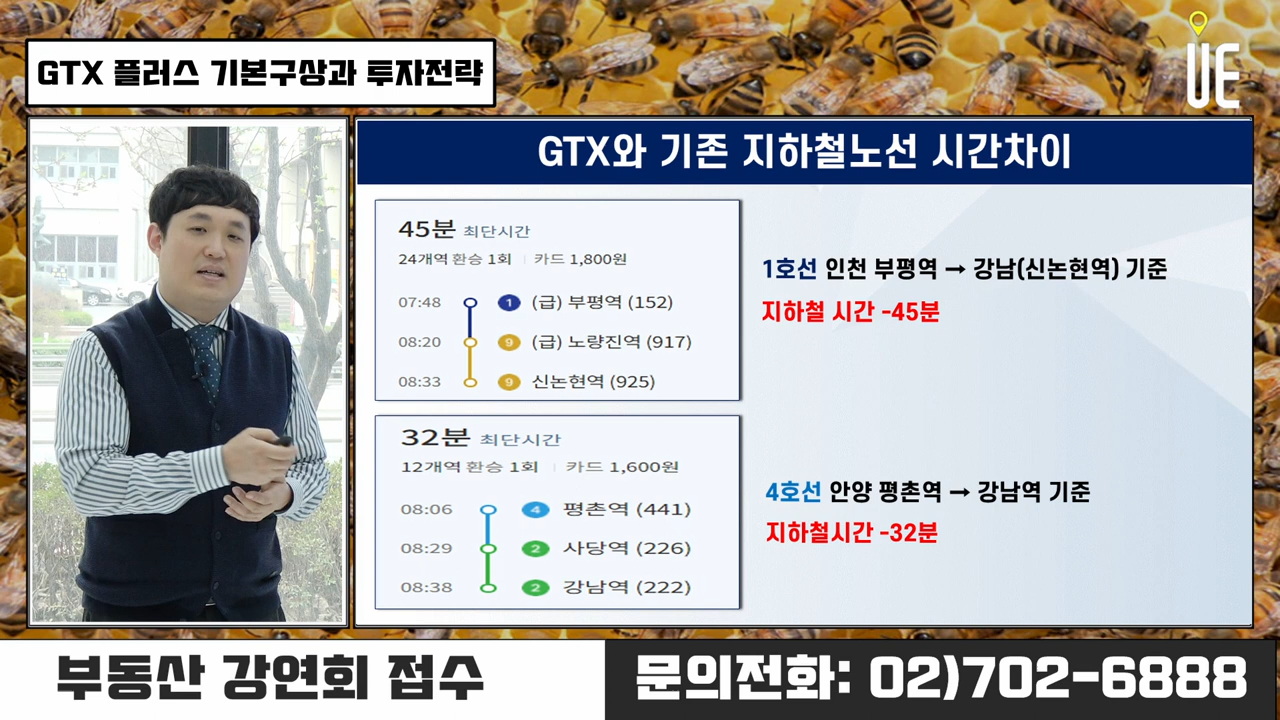 GTX 플러스 기본구상과 투자전략
UE
GTX와 기존 지하철노선 시간차이
45분 최단시간
24개역 환승 1회 | 카드 1,800원
07:48 1 (급) 부평역 (152)
08:20 9 (급) 노량진역 (917)
08:33 9 신논현역 (925)
1호선 인천 부평역 → 강남(신논현역) 기준
지하철 시간 -45분
32분 최단시간
12개역 환승 1회 | 카드 1,600원
08:06 4 평촌역 (441)
08:29 2 사당역 (226)
08:38 2 강남역 (222)
4호선 안양 평촌역 → 강남역 기준
지하철시간 -32분
부동산 강연회 접수
문의전화: 02)702-6888